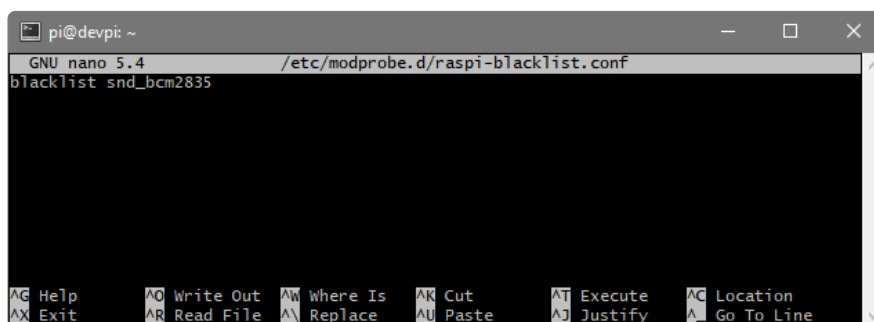 pi@devpi: ~
GNU nano 5.4 /etc/modprobe.d/raspi-blacklist.conf
blacklist snd_bcm2835
^G Help ^O Write Out ^W Where Is ^K Cut ^T Execute ^C Location
^X Exit ^R Read File ^\ Replace ^U Paste ^J Justify ^_ Go To Line